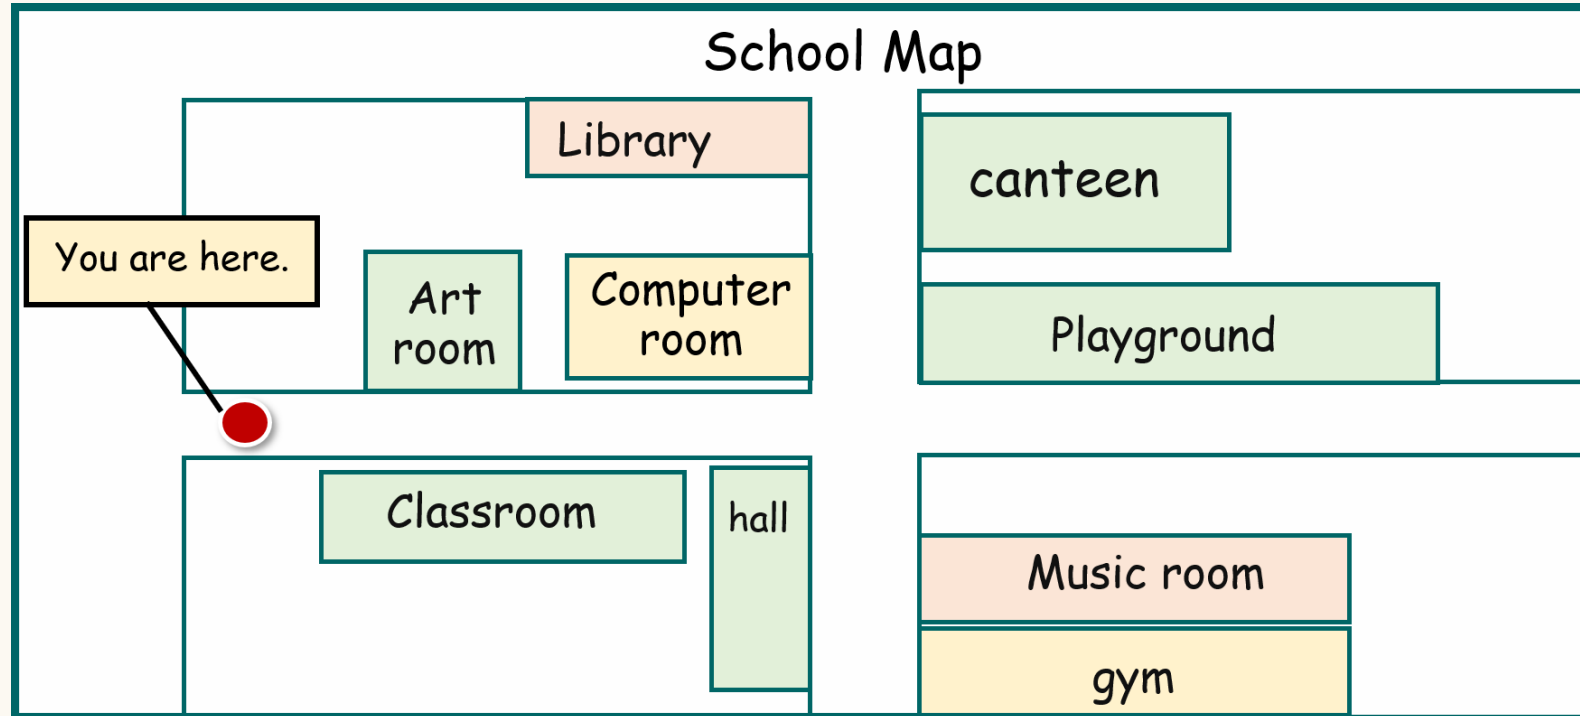 School Map
Library
canteen
You are here.
Art
room
Computer
room
Playground
Classroom
hall
Music room
gym